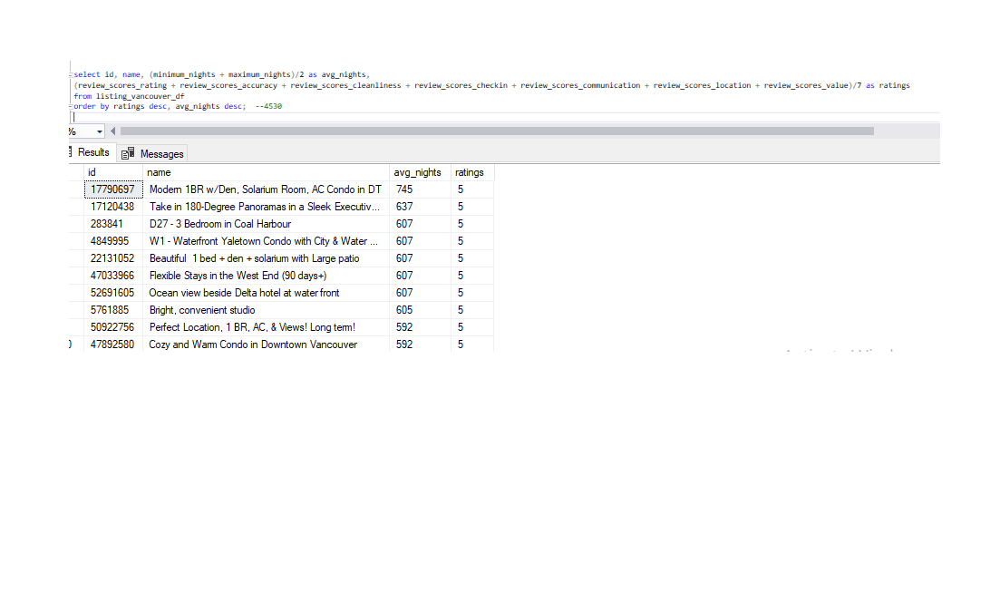 select id, name, (minimum_nights + maximum_nights)/2 as avg_nights,
(review_scores_rating + review_scores_accuracy + review_scores_cleanliness + review_scores_checkin + review_scores_communication + review_scores_location + review_scores_value)/7 as ratings
from listing_vancouver_df
order by ratings desc, avg_nights desc; --4530
%
Results Messages
id name avg_nights ratings
17790697 Modern 1BR w/Den, Solarium Room, AC Condo in DT 745 5
17120438 Take in 180-Degree Panoramas in a Sleek Executiv... 637 5
283841 D27 - 3 Bedroom in Coal Harbour 607 5
4849995 W1 - Waterfront Yaletown Condo with City & Water ... 607 5
22131052 Beautiful 1 bed + den + solarium with Large patio 607 5
47033966 Flexible Stays in the West End (90 days+) 607 5
52691605 Ocean view beside Delta hotel at water front 607 5
5761885 Bright, convenient studio 605 5
50922756 Perfect Location, 1 BR, AC, & Views! Long term! 592 5
0 47892580 Cozy and Warm Condo in Downtown Vancouver 592 5